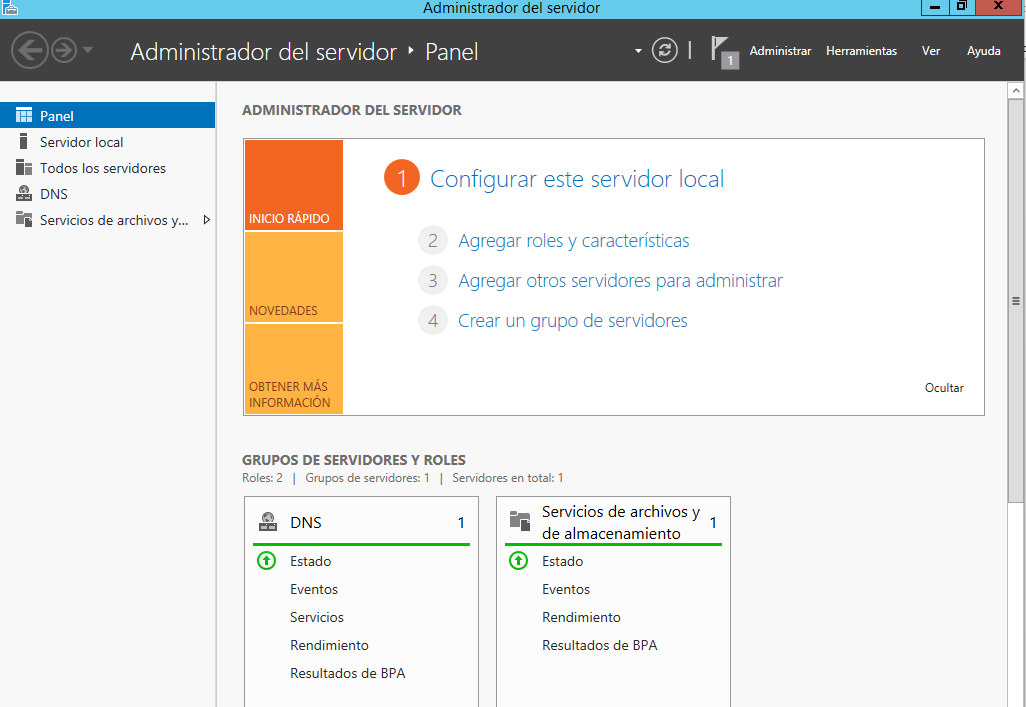 Administrador del servidor
Administrador del servidor ‣ Panel
1
Administrar
Herramientas
Ver
Ayuda
Panel
Servidor local
Todos los servidores
DNS
Servicios de archivos y...
ADMINISTRADOR DEL SERVIDOR
INICIO RÁPIDO
NOVEDADES
OBTENER MÁS
INFORMACIÓN
1 Configurar este servidor local
2 Agregar roles y características
3 Agregar otros servidores para administrar
4 Crear un grupo de servidores
Ocultar
GRUPOS DE SERVIDORES Y ROLES
Roles: 2 | Grupos de servidores: 1 | Servidores en total: 1
DNS 1
Estado
Eventos
Servicios
Rendimiento
Resultados de BPA
Servicios de archivos y
de almacenamiento 1
Estado
Eventos
Rendimiento
Resultados de BPA